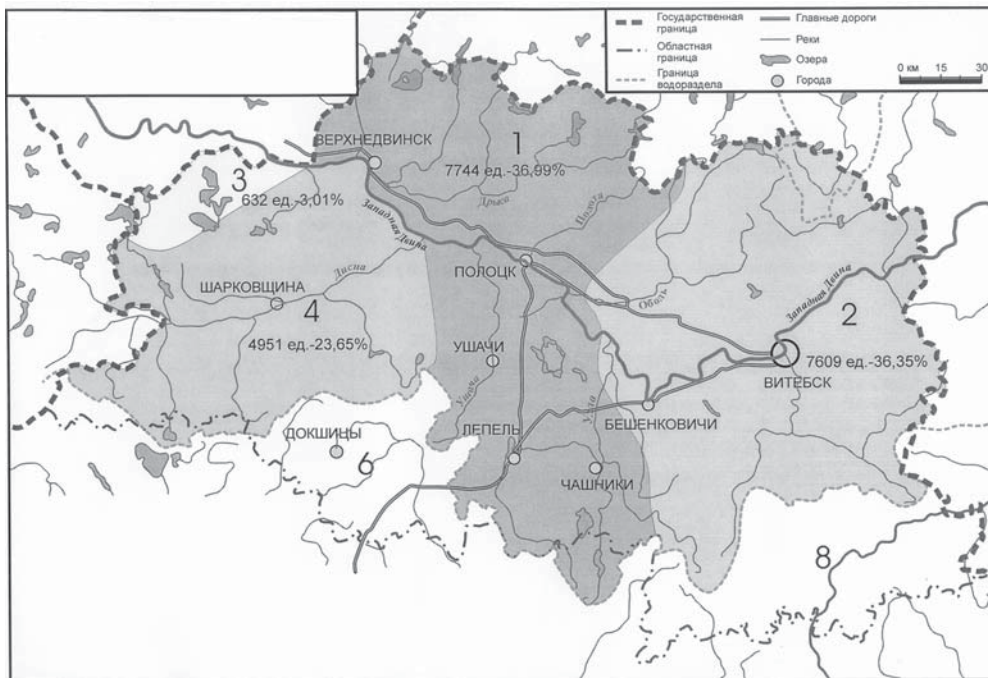 Государственная
граница
Областная
граница
Граница
водораздела
Главные дороги
Реки
Озера
Города
0 км 15 30
ВЕРХНЕДВИНСК
1
7744 ед.-36,99%
3
632 ед.-3,01%
Дрыса
Полота
Западная Двина
Западная Двина
ПОЛОЦК
Дисна
ШАРКОВЩИНА
Оболь
4
2
4951 ед.-23,65%
7609 ед.-36,35%
УШАЧИ
ВИТЕБСК
Ушача
Улла
БЕШЕНКОВИЧИ
ДОКШИЦЫ
ЛЕПЕЛЬ
6
ЧАШНИКИ
8